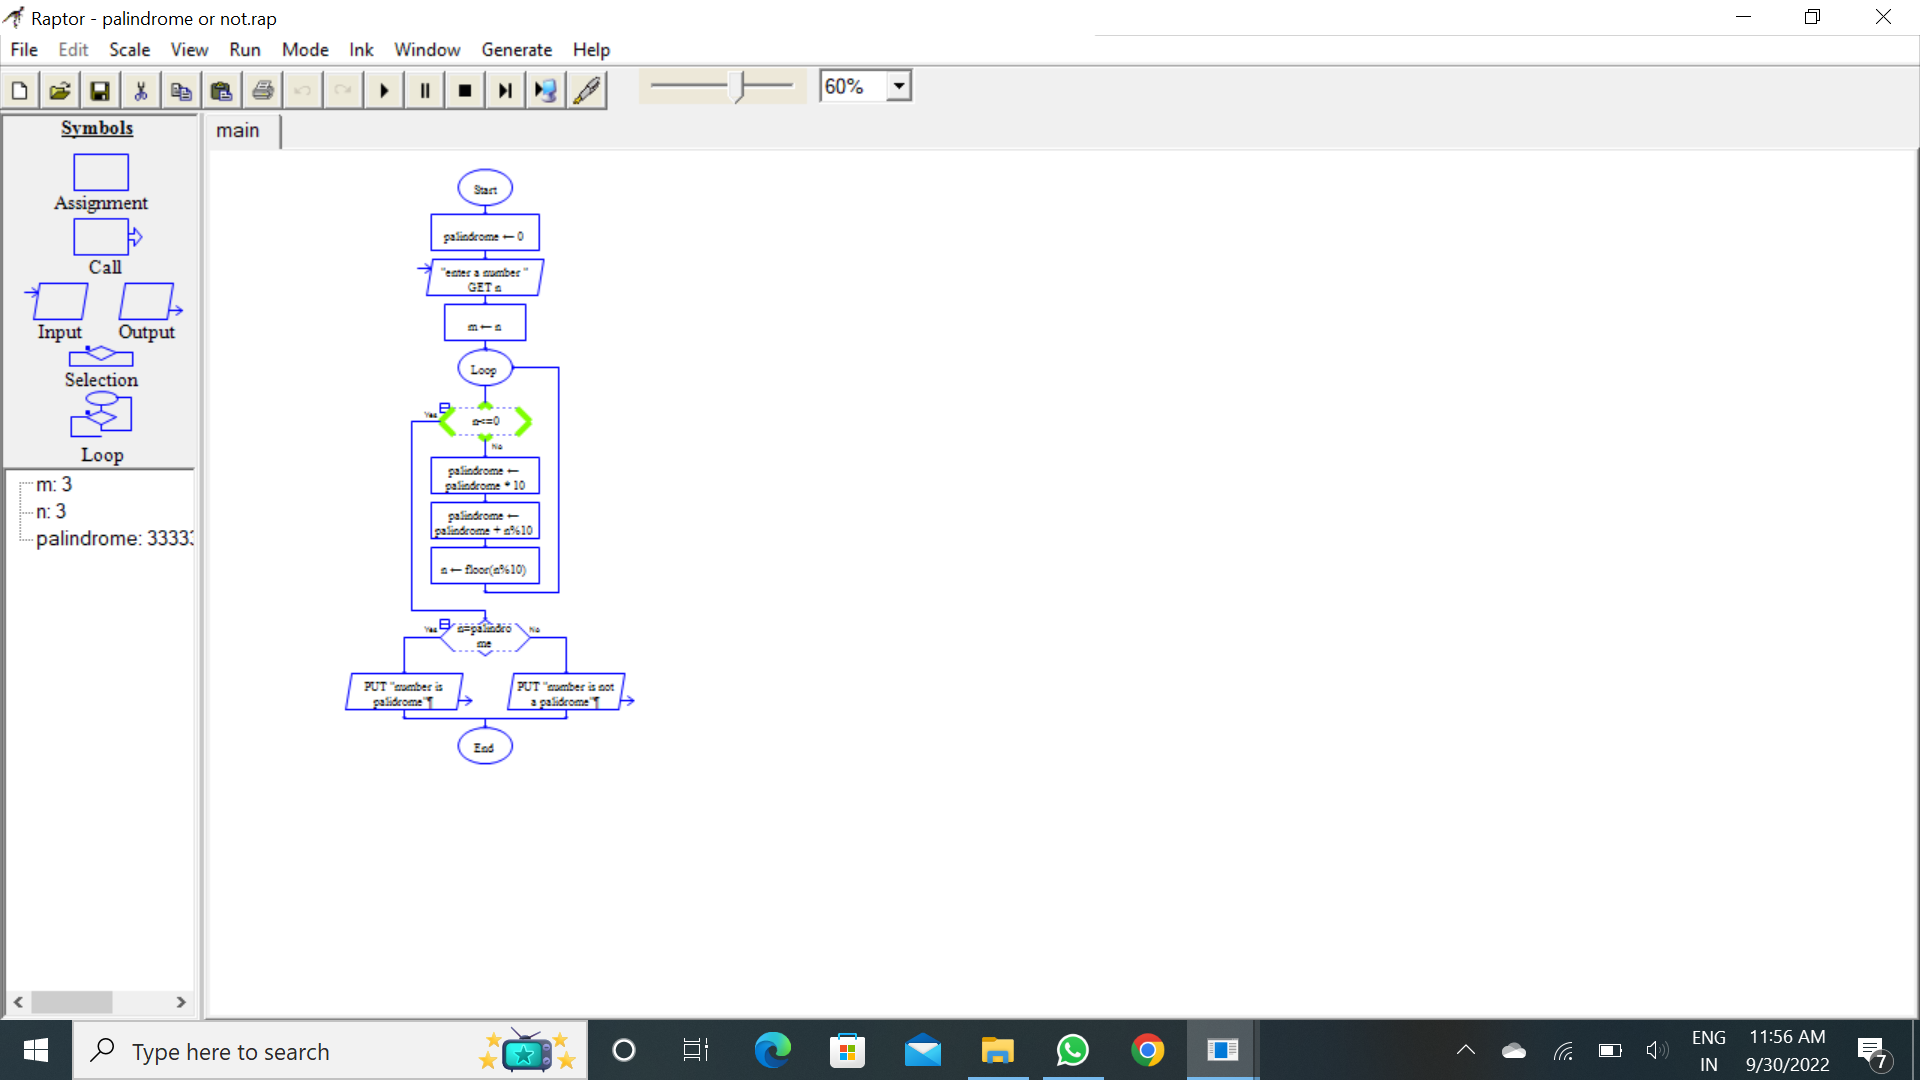 Raptor - palindrome or not.rap
File Edit Scale View Run Mode Ink Window Generate Help
60%
Symbols
main
Assignment
Call
Input Output
Selection
Loop
m: 3
n: 3
palindrome: 33333
Start
palindrome ← 0
"enter a number "
GET n
m ← n
Loop
Yes
n<=0
No
palindrome ←
palindrome * 10
palindrome ←
palindrome + n%10
n ← floor(n%10)
Yes
n=palindro
me
No
PUT "number is
palidrome"¶
PUT "number is not
a palidrome"¶
End
Type here to search
ENG
IN
11:56 AM
9/30/2022
7